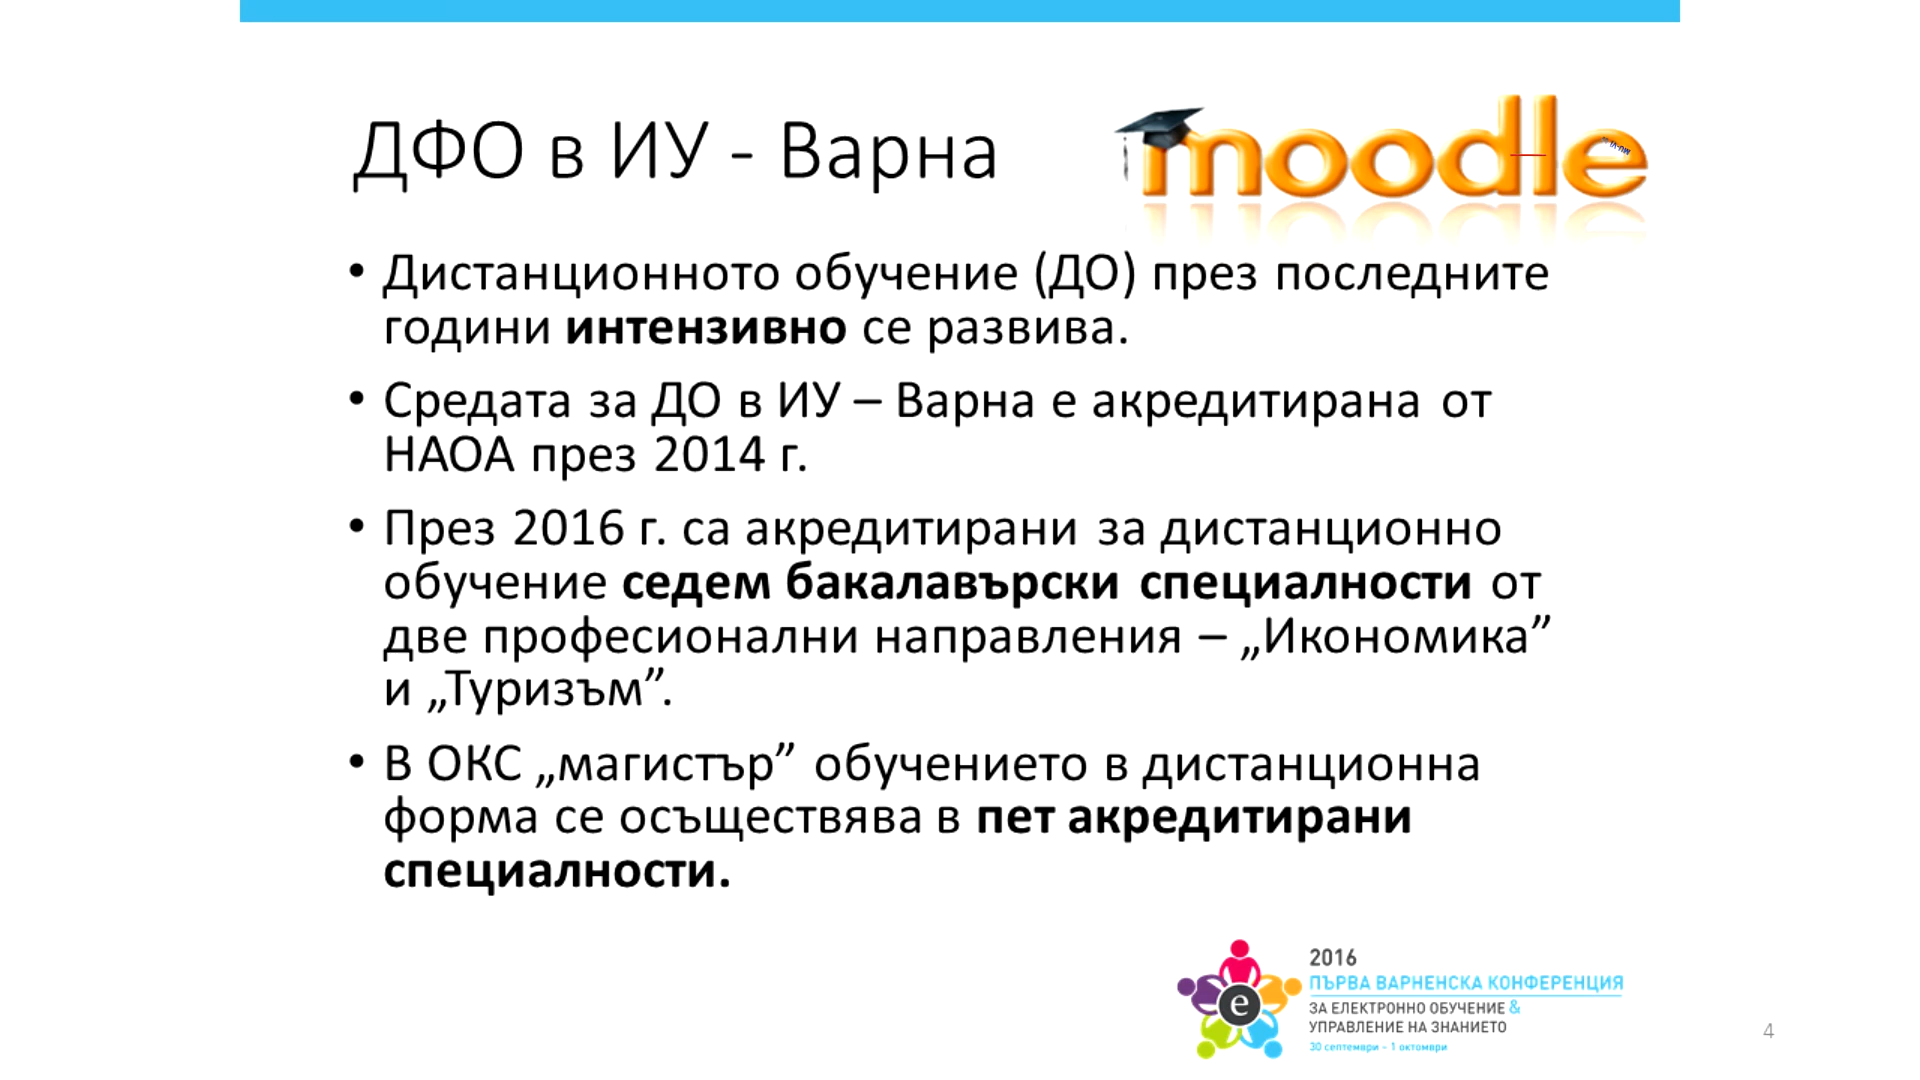 ДФО в ИУ - Варна
moodle
• Дистанционното обучение (ДО) през последните
години интензивно се развива.
• Средата за ДО в ИУ – Варна е акредитирана от
НАОА през 2014 г.
• През 2016 г. са акредитирани за дистанционно
обучение седем бакалавърски специалности от
две професионални направления – „Икономика”
и „Туризъм”.
• В ОКС „магистър” обучението в дистанционна
форма се осъществява в пет акредитирани
специалности.
e
2016
ПЪРВА ВАРНЕНСКА КОНФЕРЕНЦИЯ
ЗА ЕЛЕКТРОННО ОБУЧЕНИЕ &
УПРАВЛЕНИЕ НА ЗНАНИЕТО
30 септември – 1 октомври
4